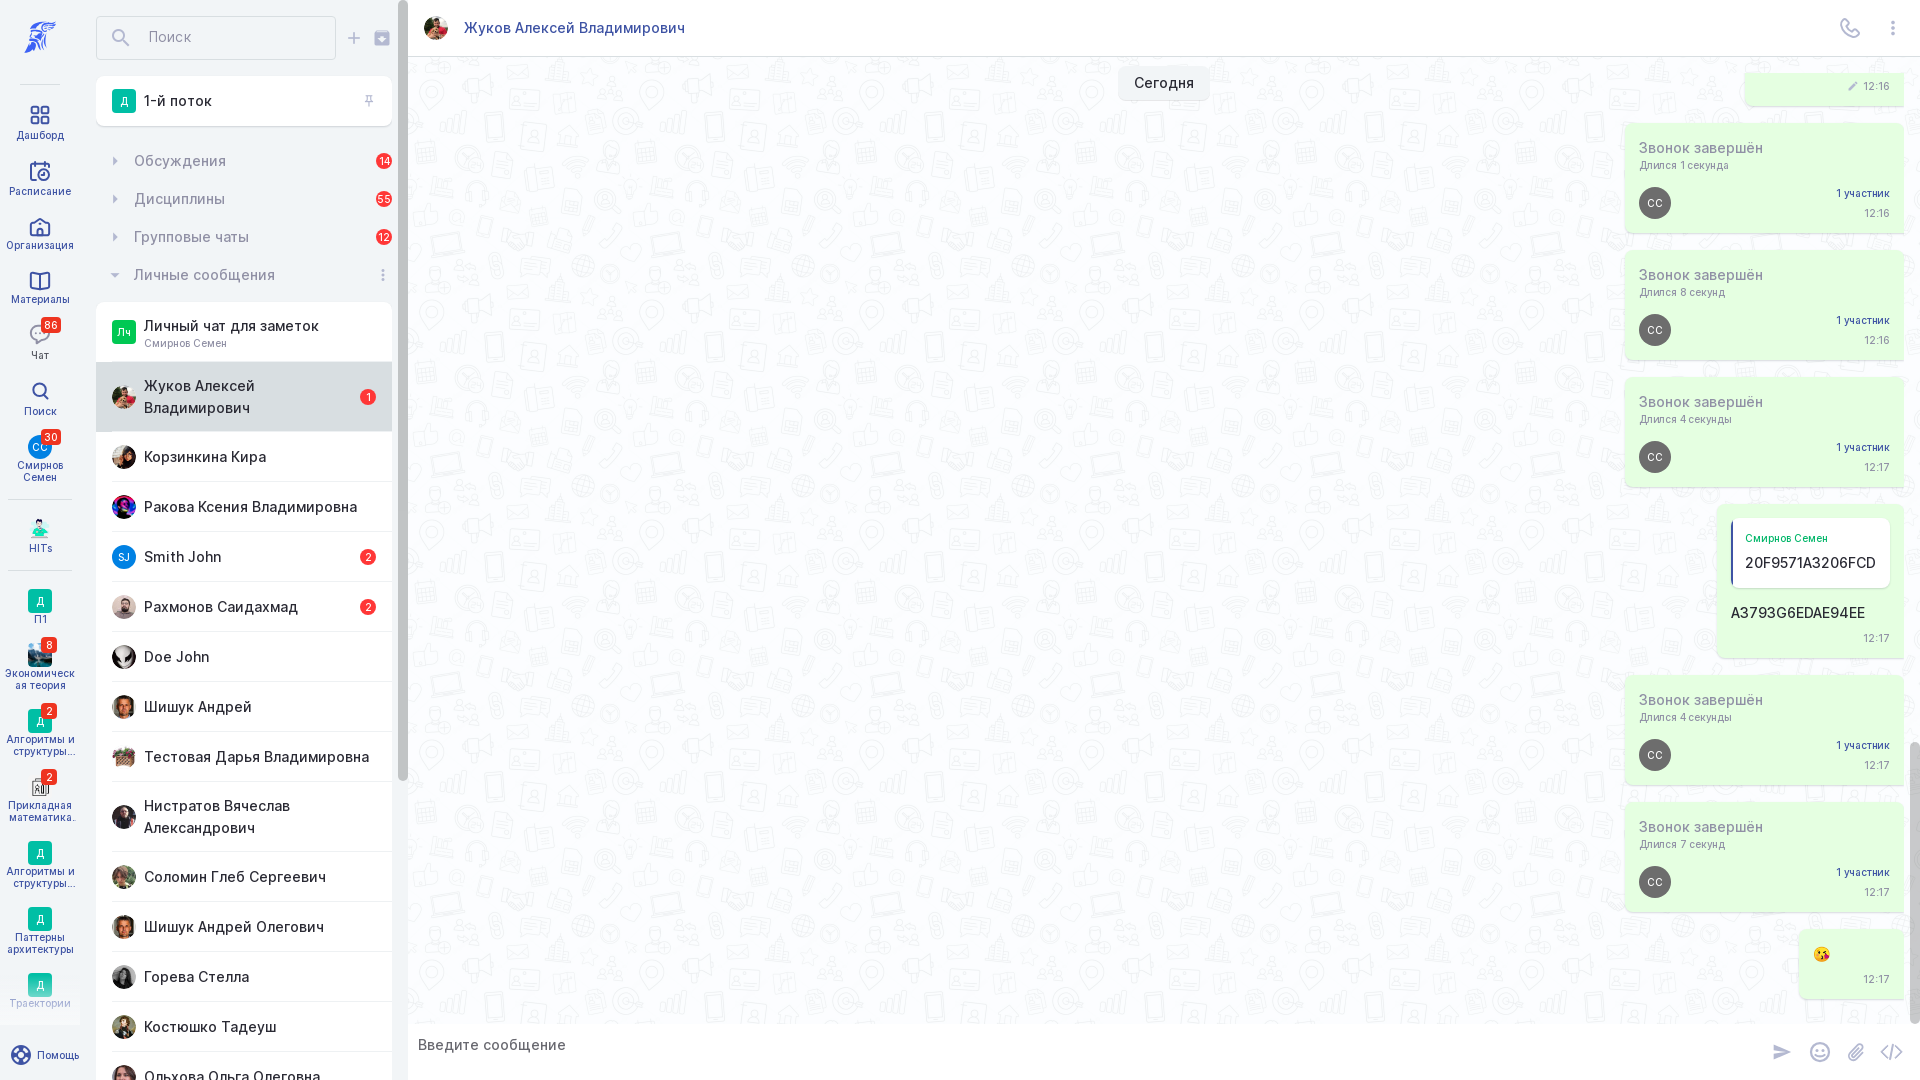 Дашборд
Расписание
Организация
Материалы
86
Чат
Поиск
30
СС
Смирнов
Семен
HITs
Д
П1
8
Экономическ
ая теория
2
Д
Алгоритмы и
структуры...
2
Прикладная
математика.
Д
Алгоритмы и
структуры...
Д
Паттерны
архитектуры
Д
Траектории
Помощь
Поиск
Д
1-й поток
Обсуждения
14
Дисциплины
55
Групповые чаты
12
Личные сообщения
Лч
Личный чат для заметок
Смирнов Семен
Жуков Алексей
Владимирович
1
Корзинкина Кира
Ракова Ксения Владимировна
SJ
Smith John
2
Рахмонов Саидахмад
2
Doe John
Шишук Андрей
Тестовая Дарья Владимировна
Нистратов Вячеслав
Александрович
Соломин Глеб Сергеевич
Шишук Андрей Олегович
Горева Стелла
Костюшко Тадеуш
Ольхова Ольга Олеговна
Жуков Алексей Владимирович
Сегодня
12:16
Звонок завершён
Длился 1 секунда
СС
1 участник
12:16
Звонок завершён
Длился 8 секунд
СС
1 участник
12:16
Звонок завершён
Длился 4 секунды
СС
1 участник
12:17
Смирнов Семен
20F9571A3206FCD
A3793G6EDAE94EE
12:17
Звонок завершён
Длился 4 секунды
СС
1 участник
12:17
Звонок завершён
Длился 7 секунд
СС
1 участник
12:17
😘
12:17
Введите сообщение